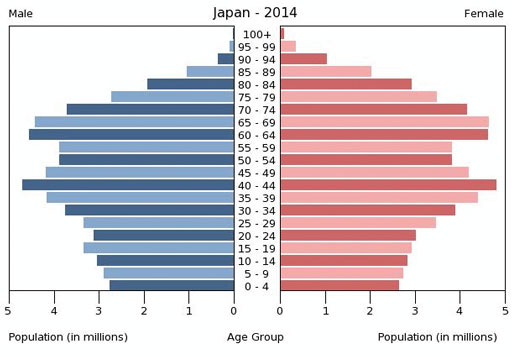 Male Japan - 2014 Female
100+
95 - 99
90 - 94
85 - 89
80 - 84
75 - 79
70 - 74
65 - 69
60 - 64
55 - 59
50 - 54
45 - 49
40 - 44
35 - 39
30 - 34
25 - 29
20 - 24
15 - 19
10 - 14
5 - 9
0 - 4
5 4 3 2 1 0 0 1 2 3 4 5
Population (in millions) Age Group Population (in millions)